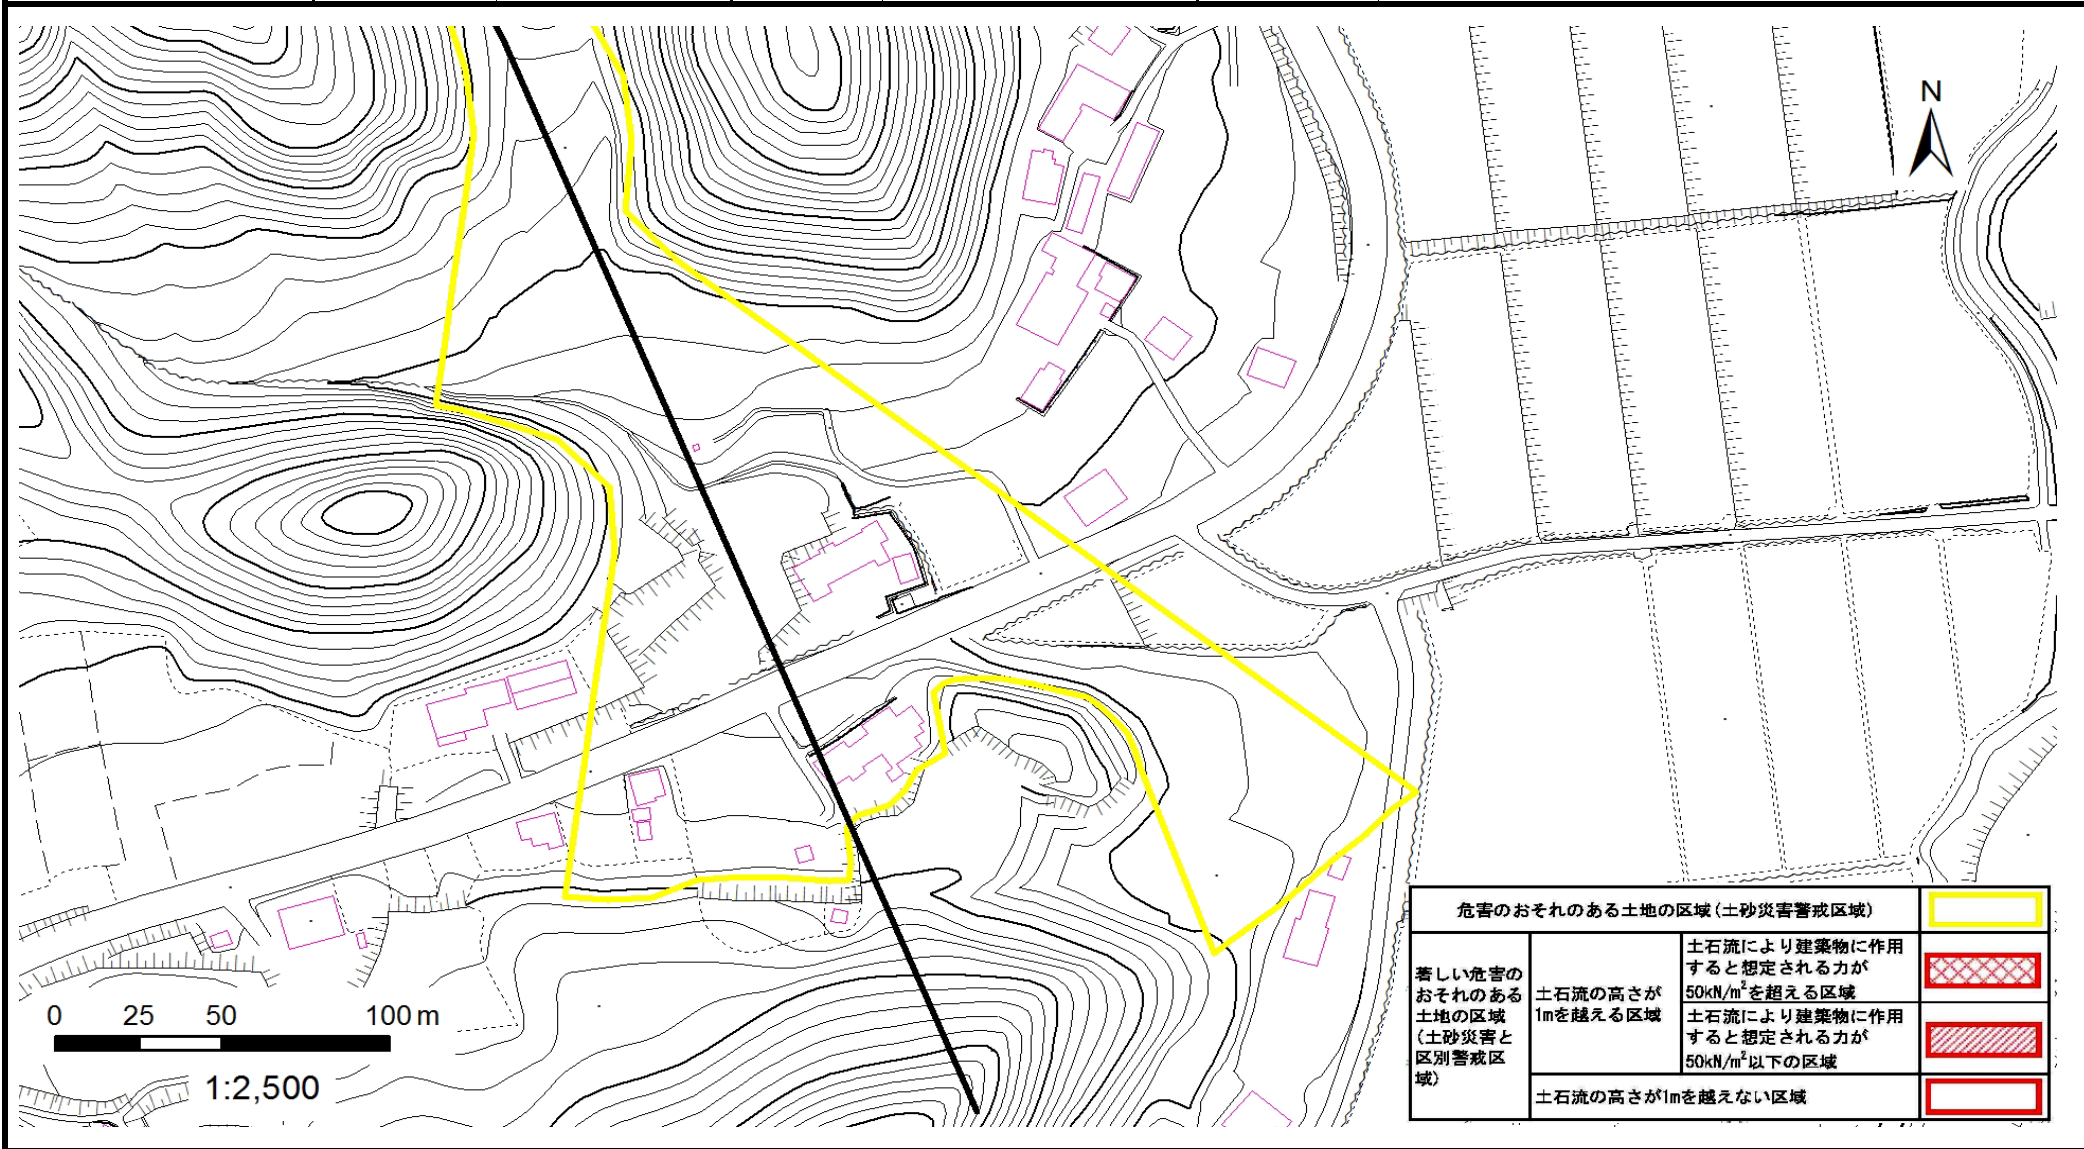 N
危害のおそれのある土地の区域(土砂災害警戒区域)
著しい危害の
おそれのある
土地の区域
(土砂災害と
区別警戒区
域)
土石流の高さが
1mを越える区域
土石流により建築物に作用
すると想定される力が
50kN/m²を超える区域
土石流により建築物に作用
すると想定される力が
50kN/m²以下の区域
土石流の高さが1mを越えない区域
0 25 50 100 m
1:2,500